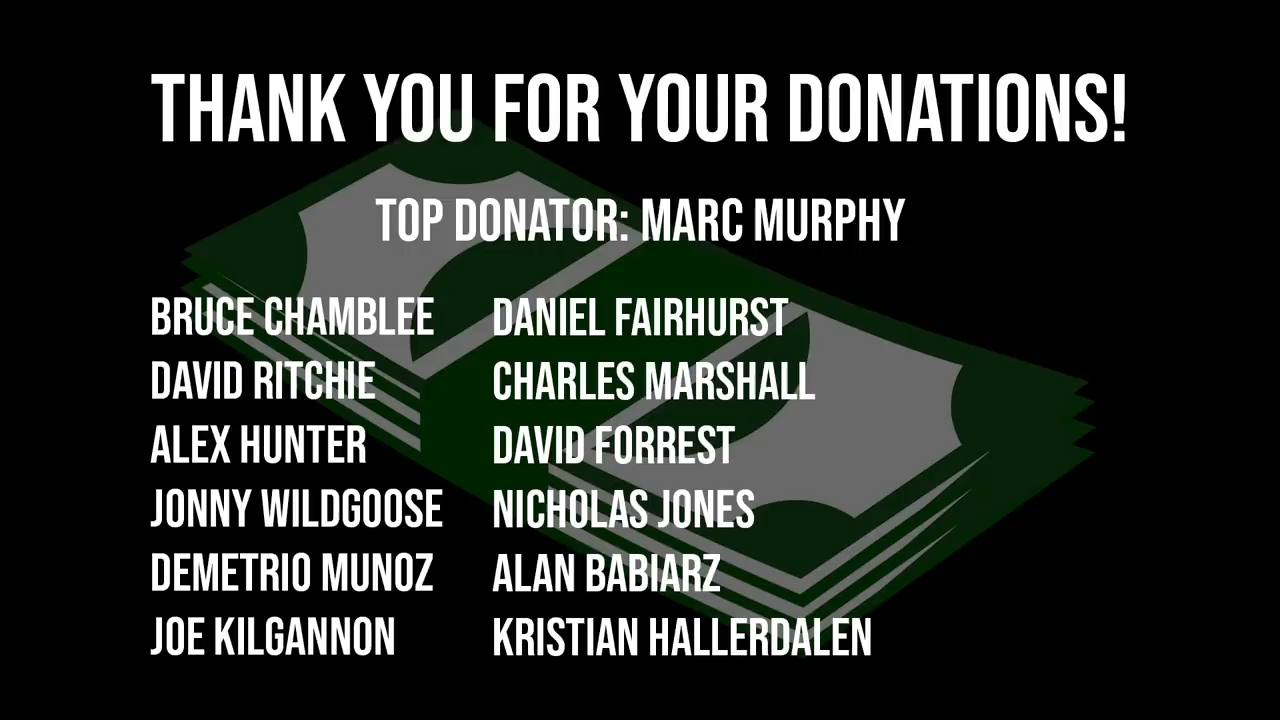 THANK YOU FOR YOUR DONATIONS!
TOP DONATOR: MARC MURPHY
BRUCE CHAMBLEE
DAVID RITCHIE
ALEX HUNTER
JONNY WILDGOOSE
DEMETRIO MUNOZ
JOE KILGANNON
DANIEL FAIRHURST
CHARLES MARSHALL
DAVID FORREST
NICHOLAS JONES
ALAN BABIARZ
KRISTIAN HALLERDALEN